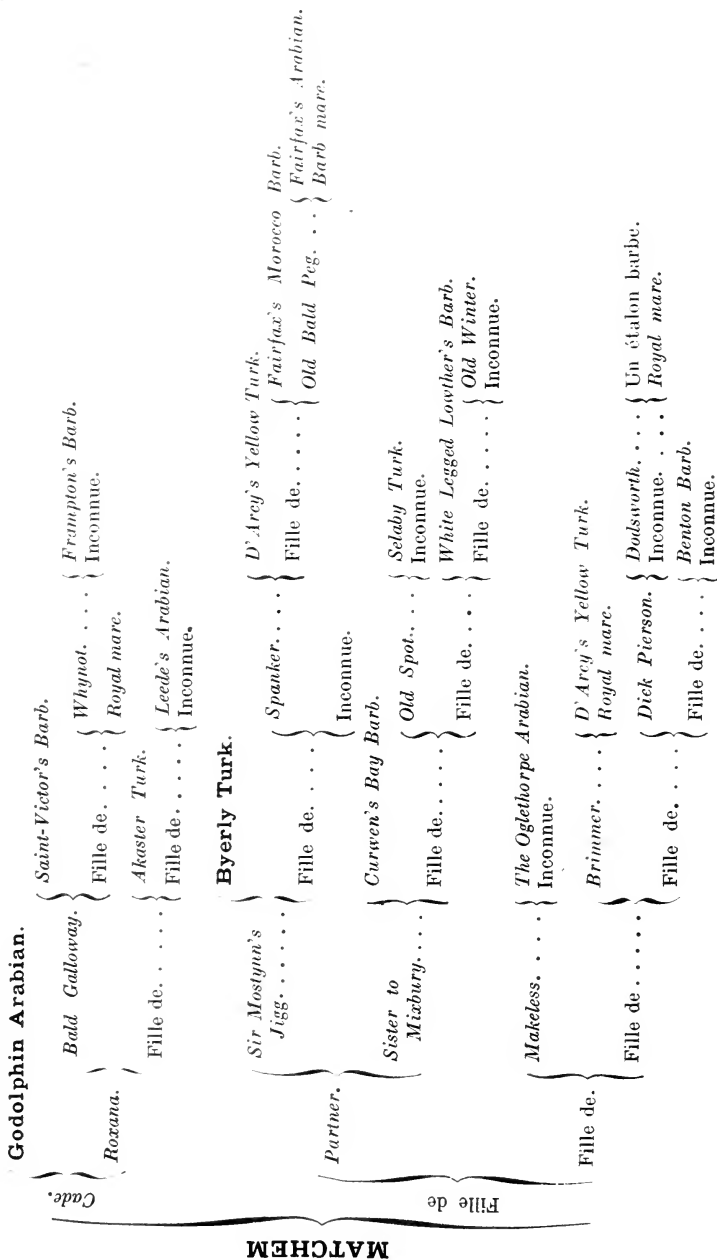 MATCHEM
Cade.
Godolphin Arabian.
Roxana.
Bald Galloway.
Saint-Victor's Barb.
Fille de. . . .
Whynot. . . .
Frampton's Barb.
Inconnue.
Royal mare.
Fille de. . . . . .
Akaster Turk.
Fille de. . . . .
Leede's Arabian.
Inconnue.
Fille de
Partner.
Sir Mostynn's
Jigg. . . . . .
Byerly Turk.
Fille de. . . .
Spanker. . . .
D'Arcy's Yellow Turk.
Fille de. . . . .
Fairfax's Morocco Barb.
Old Bald Peg. . .
Fairfax's Arabian.
Barb mare.
Inconnue.
Sister to
Mixbury. . . .
Curwen's Bay Barb.
Fille de. . . . .
Old Spot. . .
Selaby Turk.
Inconnue.
Fille de. . . .
White Legged Lowther's Barb.
Fille de. . . . .
Old Winter.
Inconnue.
Fille de.
Makeless. . . . .
The Oglethorpe Arabian.
Inconnue.
Fille de . . . . .
Brimmer. . . . .
D'Arcy's Yellow Turk.
Royal mare.
Fille de. . . . .
Dick Pierson.
Dodsworth. . . .
Un étalon barbe.
Royal mare.
Inconnue. . . .
Fille de. . . .
Benton Barb.
Inconnue.